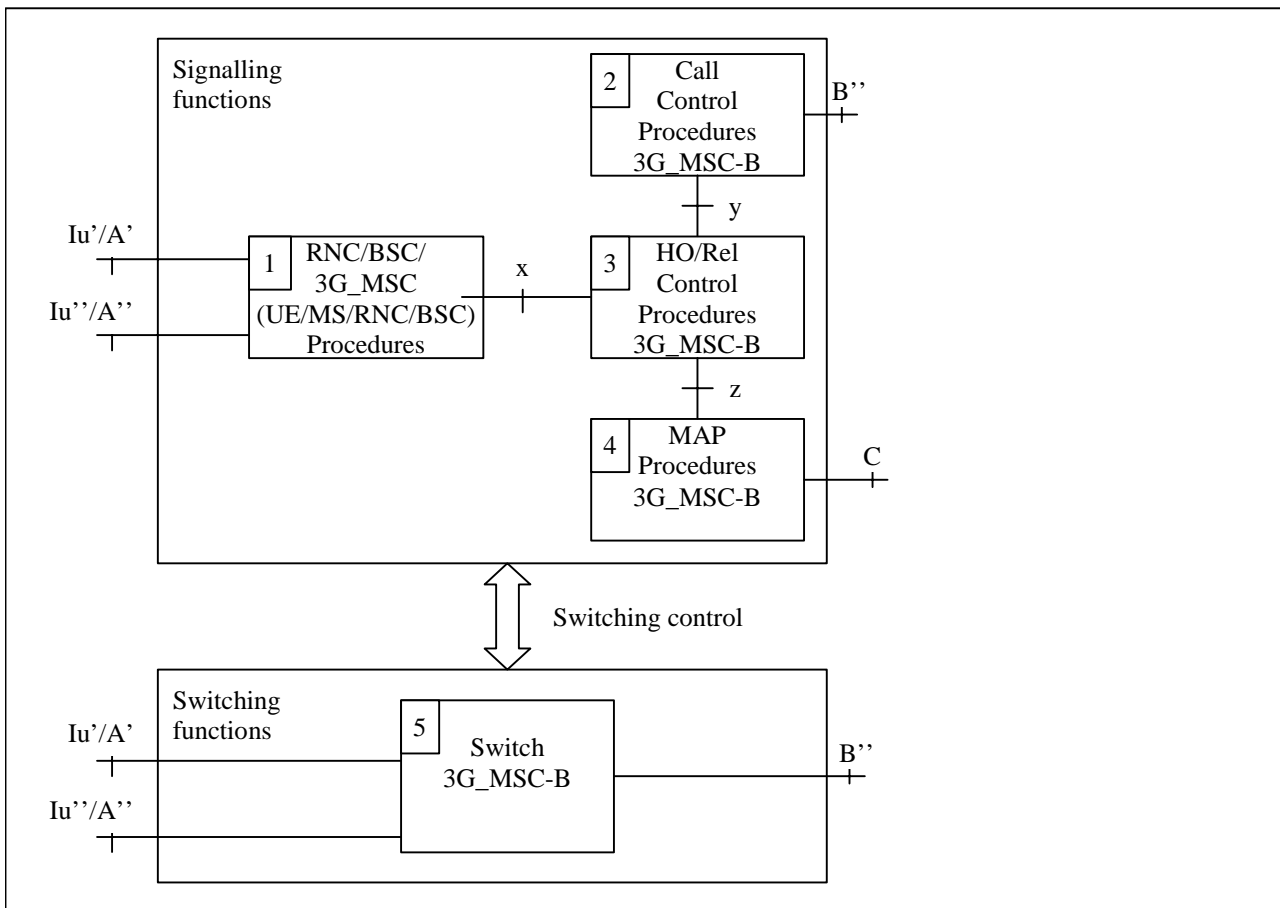 Signalling
functions
2
Call
Control
Procedures
3G_MSC-B
B’’
y
Iu’/A'
Iu’’/A’’
1
RNC/BSC/
3G_MSC
(UE/MS/RNC/BSC)
Procedures
x
3
HO/Rel
Control
Procedures
3G_MSC-B
z
4
MAP
Procedures
3G_MSC-B
C
Switching control
Switching
functions
Iu’/A'
Iu’’/A’’
5
Switch
3G_MSC-B
B’’